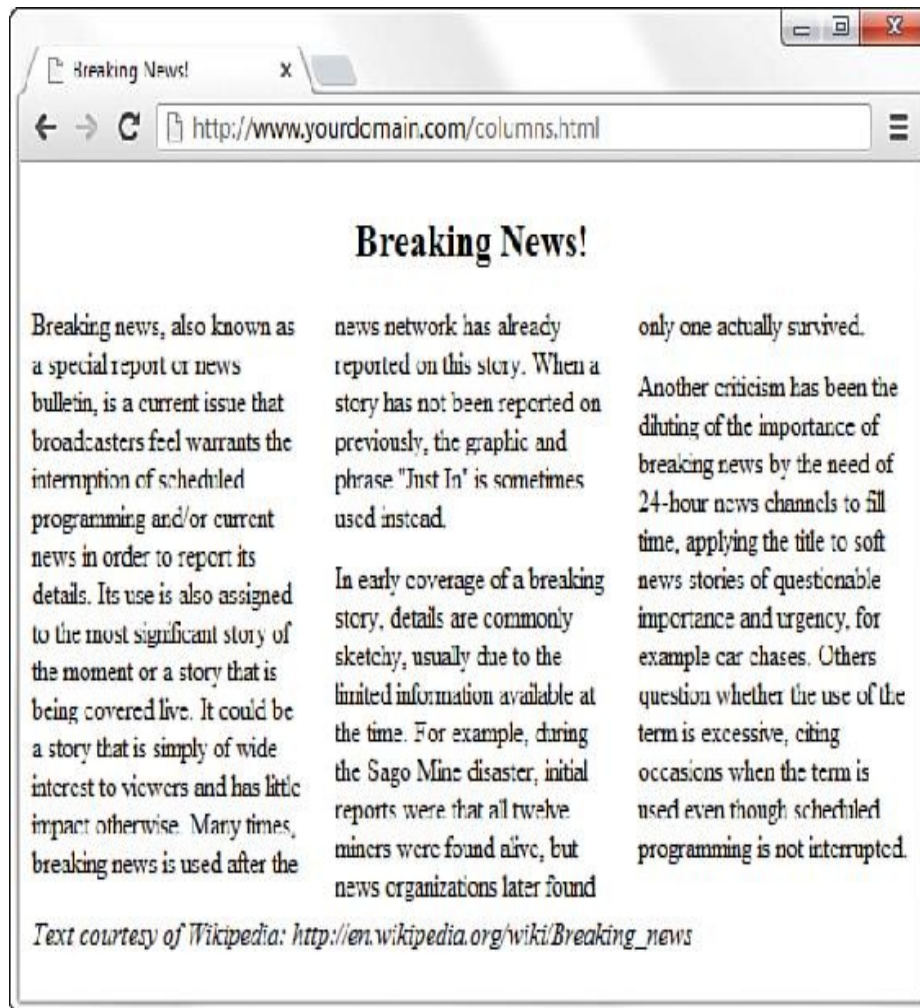 Breaking News!
http://www.yourdomain.com/columns.html
Breaking News!
Breaking news, also known as
a special report or news
bulletin, is a current issue that
broadcasters feel warrants the
interruption of scheduled
programming and/or current
news in order to report its
details. Its use is also assigned
to the most significant story of
the moment or a story that is
being covered live. It could be
a story that is simply of wide
interest to viewers and has little
impact otherwise. Many times,
breaking news is used after the
news network has already
reported on this story. When a
story has not been reported on
previously, the graphic and
phrase "Just In" is sometimes
used instead.
In early coverage of a breaking
story, details are commonly
sketchy, usually due to the
limited information available at
the time. For example, during
the Sago Mine disaster, initial
reports were that all twelve
miners were found alive, but
news organizations later found
only one actually survived.
Another criticism has been the
diluting of the importance of
breaking news by the need of
24-hour news channels to fill
time, applying the title to soft
news stories of questionable
importance and urgency, for
example car chases. Others
question whether the use of the
term is excessive, citing
occasions when the term is
used even though scheduled
programming is not interrupted.
Text courtesy of Wikipedia: http://en.wikipedia.org/wiki/Breaking_news